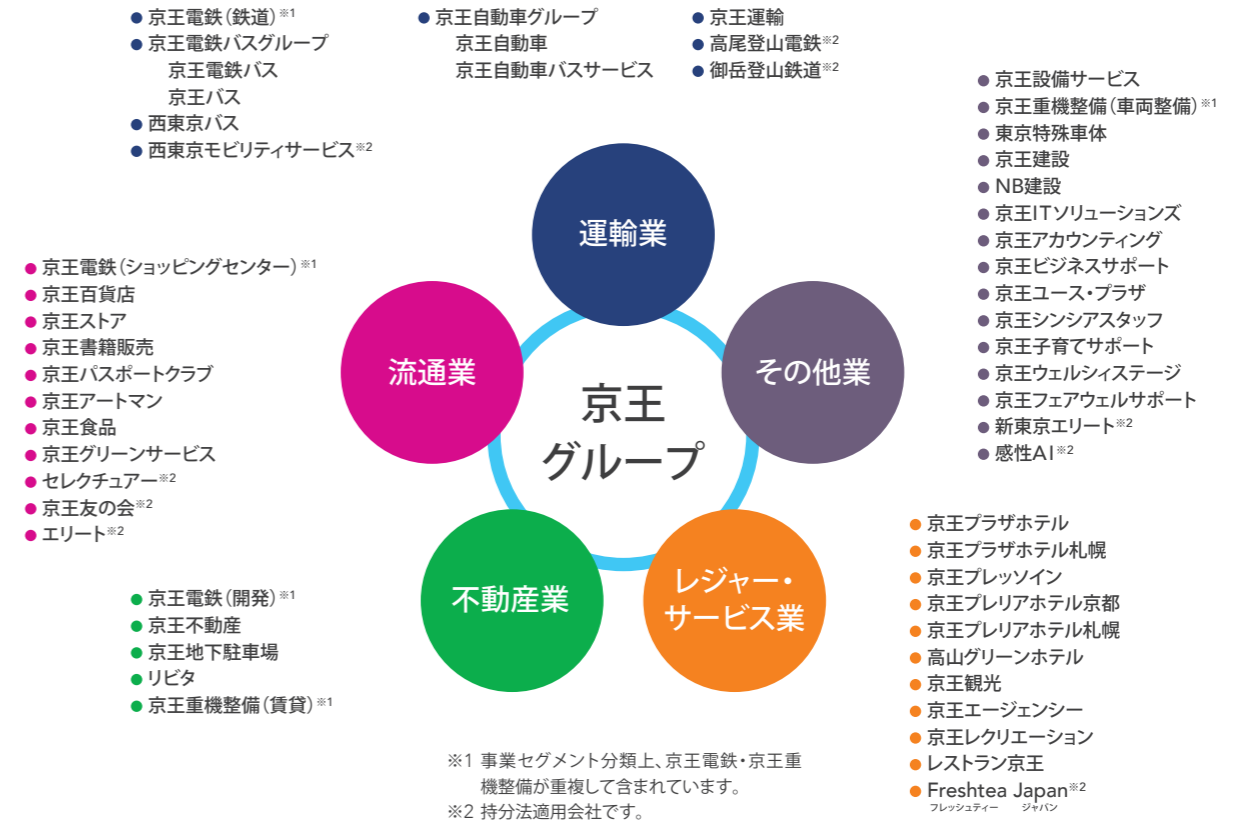 ● 京王電鉄（鉄道）※1
● 京王電鉄バスグループ
京王電鉄バス
京王バス
● 西東京バス
● 西東京モビリティサービス※2
● 京王自動車グループ
京王自動車
京王自動車バスサービス
● 京王運輸
● 高尾登山電鉄※2
● 御岳登山鉄道※2
運輸業
● 京王設備サービス
● 京王重機整備（車両整備）※1
● 東京特殊車体
● 京王建設
● NB建設
● 京王ITソリューションズ
● 京王アカウンティング
● 京王ビジネスサポート
● 京王ユース・プラザ
● 京王シンシアスタッフ
● 京王子育てサポート
● 京王ウェルシィステージ
● 京王フェアウェルサポート
● 新東京エリート※2
● 感性AI※2
その他業
● 京王電鉄（ショッピングセンター）※1
● 京王百貨店
● 京王ストア
● 京王書籍販売
● 京王パスポートクラブ
● 京王アートマン
● 京王食品
● 京王グリーンサービス
● セレクチュアー※2
● 京王友の会※2
● エリート※2
流通業
京王
グループ
● 京王電鉄（開発）※1
● 京王不動産
● 京王地下駐車場
● リビタ
● 京王重機整備（賃貸）※1
不動産業
レジャー・
サービス業
● 京王プラザホテル
● 京王プラザホテル札幌
● 京王プレッソイン
● 京王プレリアホテル京都
● 京王プレリアホテル札幌
● 高山グリーンホテル
● 京王観光
● 京王エージェンシー
● 京王レクリエーション
● レストラン京王
● Freshtea Japan※2
フレッシュティー ジャパン
※1 事業セグメント分類上、京王電鉄・京王重
機整備が重複して含まれています。
※2 持分法適用会社です。